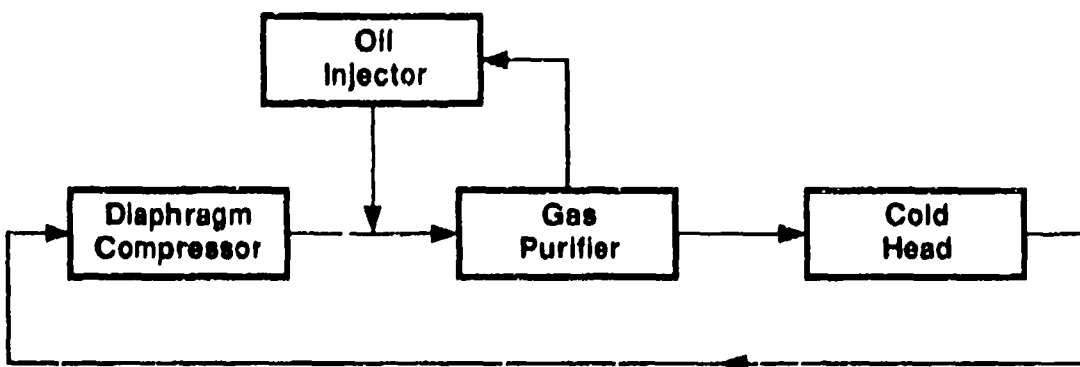 Oil
Injector
Diaphragm
Compressor
Gas
Purifier
Cold
Head